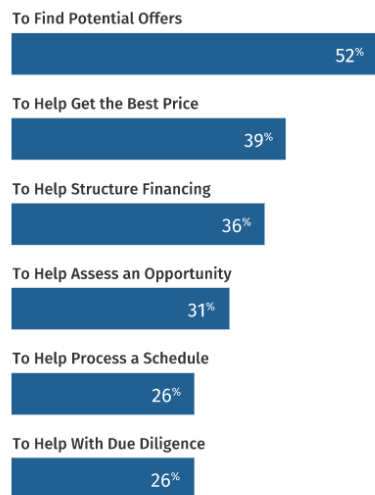 To Find Potential Offers
52%
To Help Get the Best Price
39%
To Help Structure Financing
36%
To Help Assess an Opportunity
31%
To Help Process a Schedule
26%
To Help With Due Diligence
26%